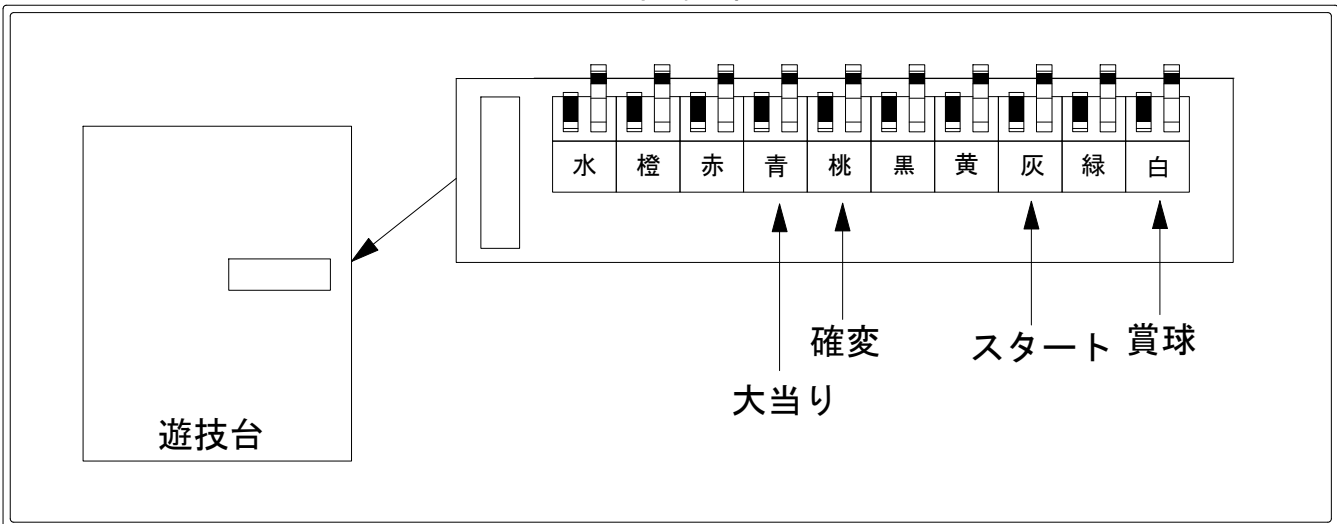 水 橙 赤 青 桃 黒 黄 灰 緑 白
確変
スタート
賞球
大当り
遊技台